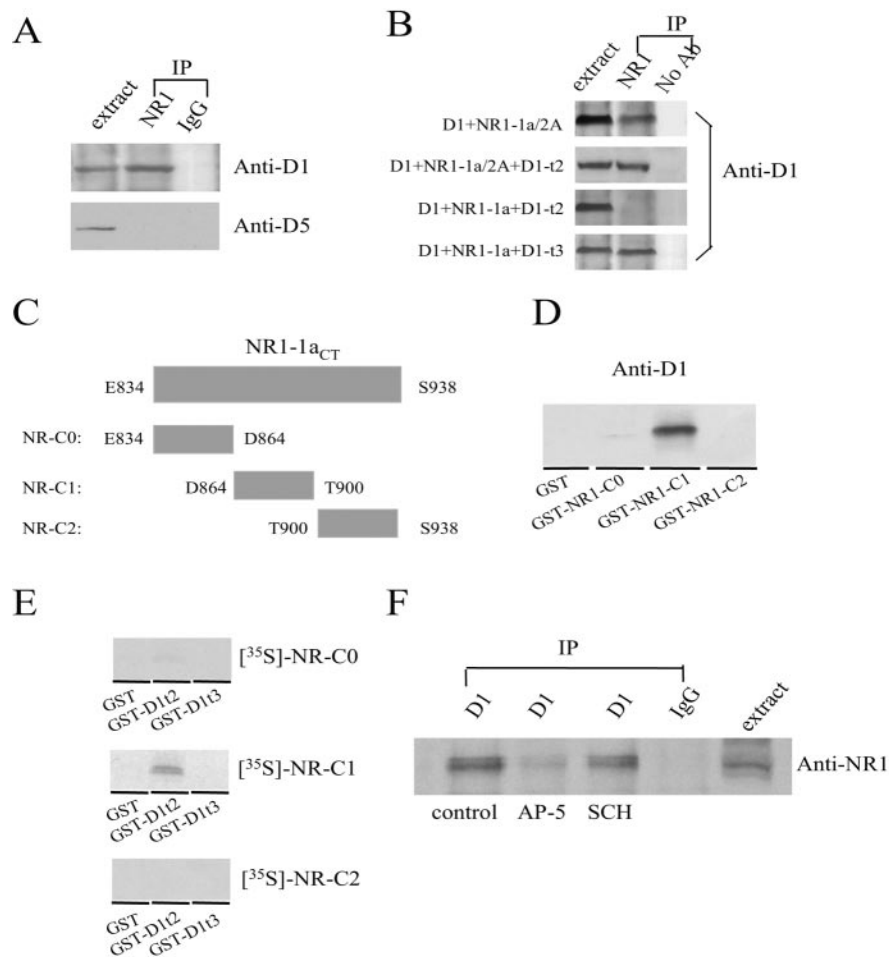 A
IP
extract
NR1
IgG
Anti-D1
Anti-D5
B
IP
extract
NR1
No Ab
D1+NR1-1a/2A
D1+NR1-1a/2A+D1-t2
D1+NR1-1a+D1-t2
D1+NR1-1a+D1-t3
Anti-D1
C
NR1-1aCT
E834
S938
NR-C0:
E834
D864
NR-C1:
D864
T900
NR-C2:
T900
S938
D
Anti-D1
GST
GST-NR1-C0
GST-NR1-C1
GST-NR1-C2
E
[35S]-NR-C0
GST
GST-D1t2
GST-D1t3
[35S]-NR-C1
GST
GST-D1t2
GST-D1t3
[35S]-NR-C2
GST
GST-D1t2
GST-D1t3
F
IP
D1
D1
D1
IgG
extract
Anti-NR1
control
AP-5
SCH